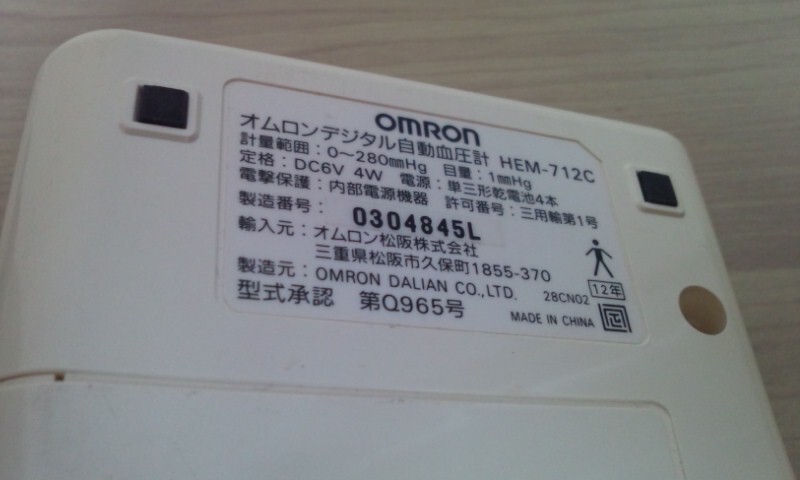 OMRON
オムロンデジタル自動血圧計 HEM-712C
計量範囲：0～280mmHg 目量：1mmHg
定格：DC6V 4W 電源：単三形乾電池4本
電撃保護：内部電源機器 許可番号：三用輸第1号
製造番号： 0304845L
輸入元：オムロン松阪株式会社
三重県松阪市久保町1855-370
製造元：OMRON DALIAN CO.,LTD. 28CN02 12年
型式承認 第Q965号 MADE IN CHINA 正